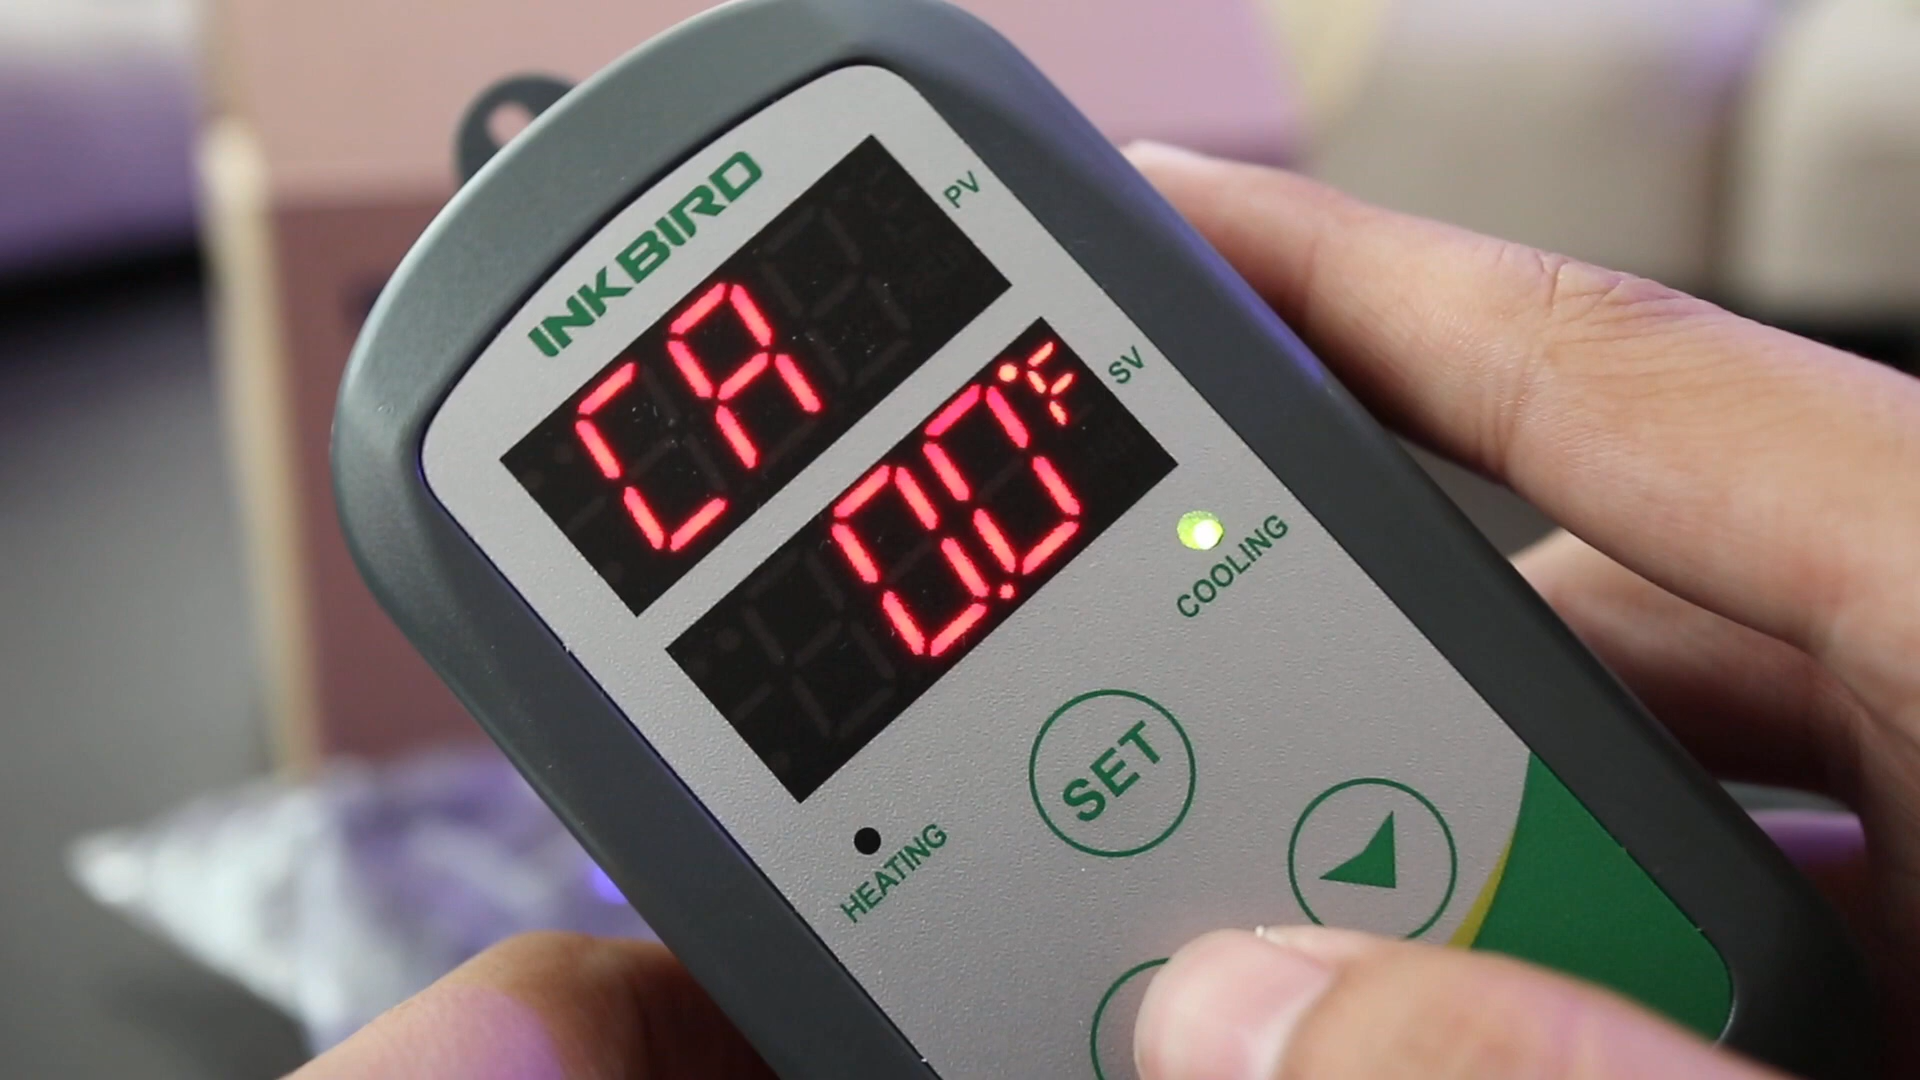 INKBIRD
PV
CA
SV
0.0°F
COOLING
SET
HEATING